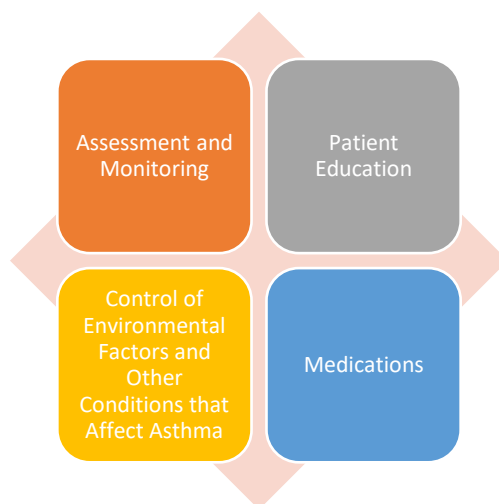 Assessment and
Monitoring
Patient
Education
Control of
Environmental
Factors and
Other
Conditions that
Affect Asthma
Medications